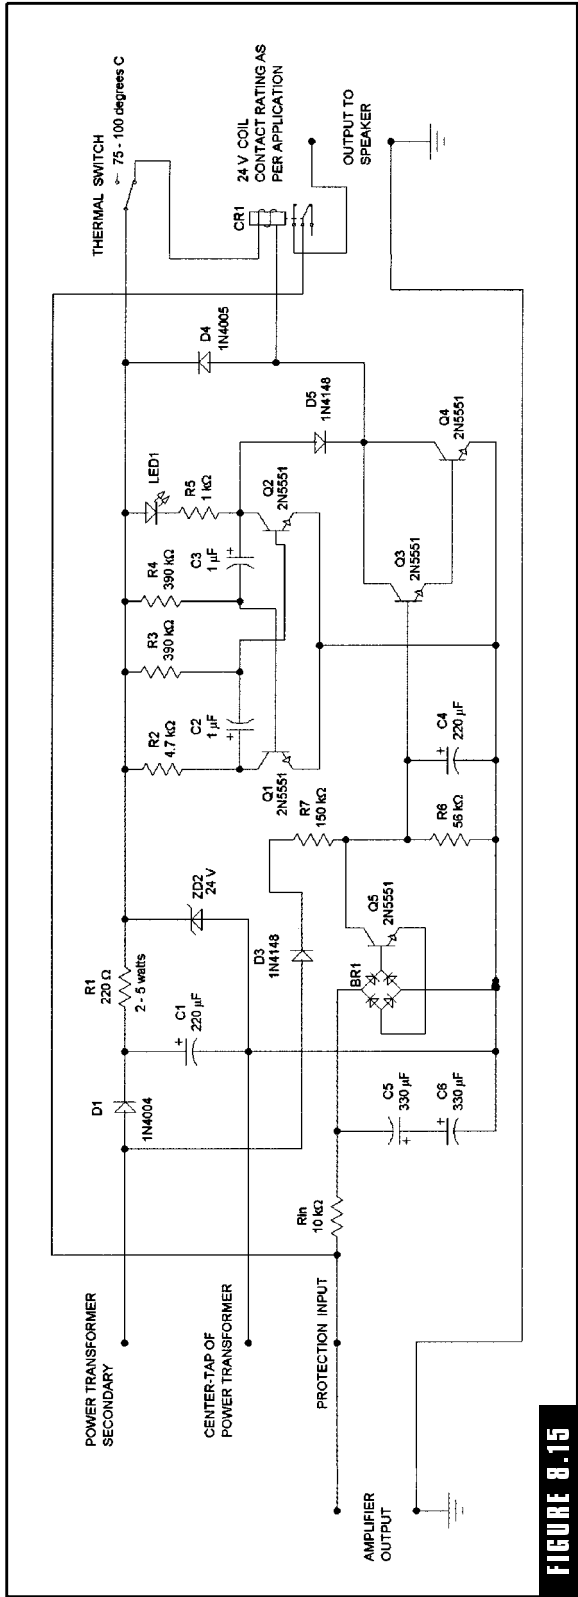 POWER TRANSFORMER
SECONDARY
CENTER-TAP OF
POWER TRANSFORMER
PROTECTION INPUT
AMPLIFIER
OUTPUT
D1
1N4004
R1
220 Ω
2 - 5 watts
C1
220 µF
+
ZD2
24 V
D3
1N4148
Rin
10 kΩ
C5
330 µF
+
C6
330 µF
+
BR1
Q5
2N5551
R7
150 kΩ
R6
56 kΩ
C4
220 µF
+
R2
4.7 kΩ
C2
1 µF
+
Q1
2N5551
R3
390 kΩ
R4
390 kΩ
C3
1 µF
+
LED1
R5
1 kΩ
Q2
2N5551
D5
1N4148
D4
1N4005
Q3
2N5551
Q4
2N5551
THERMAL SWITCH
75 - 100 degrees C
CR1
24 V COIL
CONTACT RATING AS
PER APPLICATION
OUTPUT TO
SPEAKER
FIGURE 8.15